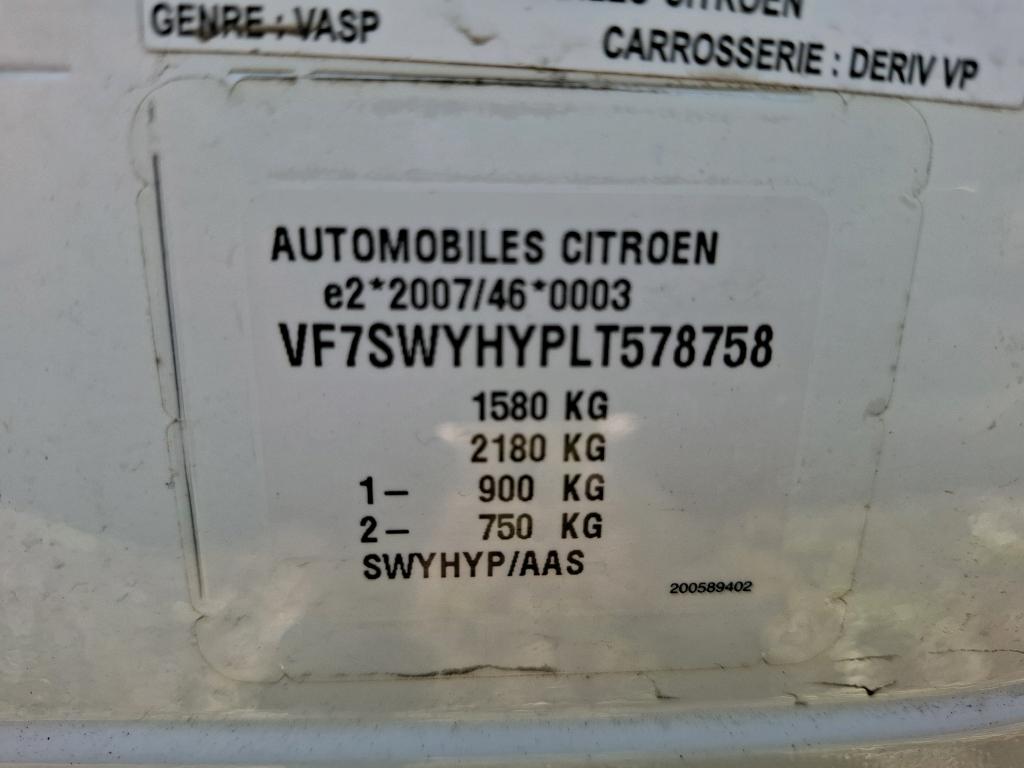 CITROEN
GENRE : VASP
CARROSSERIE : DERIV VP
AUTOMOBILES CITROEN
e2*2007/46*0003
VF7SWYHYPLT578758
1580 KG
2180 KG
1– 900 KG
2– 750 KG
SWYHYP/AAS
200589402